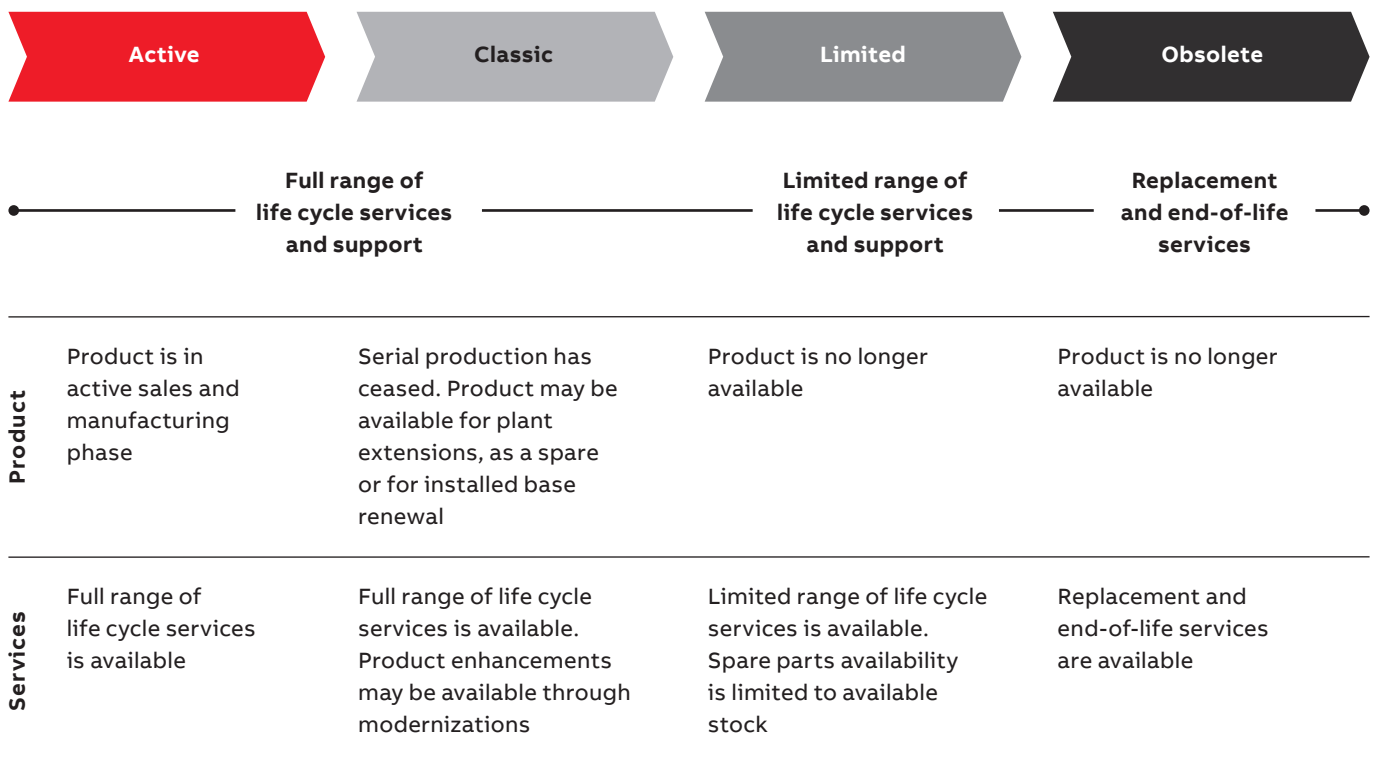 Active
Classic
Limited
Obsolete
Full range of
life cycle services
and support
Limited range of
life cycle services
and support
Replacement
and end-of-life
services
Product
Product is in
active sales and
manufacturing
phase
Serial production has
ceased. Product may be
available for plant
extensions, as a spare
or for installed base
renewal
Product is no longer
available
Product is no longer
available
Services
Full range of
life cycle services
is available
Full range of life cycle
services is available.
Product enhancements
may be available through
modernizations
Limited range of life cycle
services is available.
Spare parts availability
is limited to available
stock
Replacement and
end-of-life services
are available